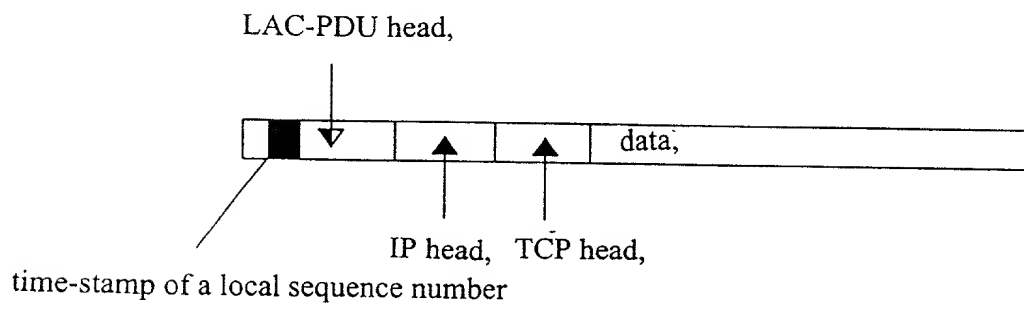 LAC-PDU head,
data,
IP head, TCP head,
time-stamp of a local sequence number